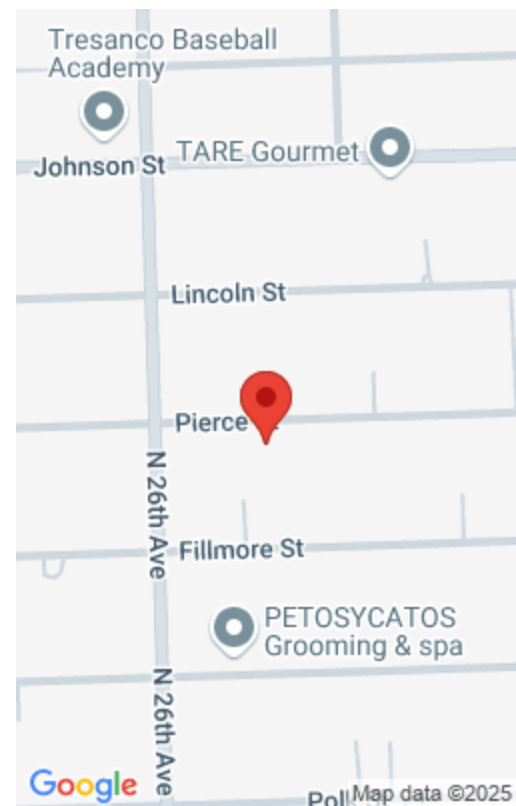 Tresanco Baseball
Academy
TARE Gourmet
Johnson St
Lincoln St
Pierce
N 26th Ave
Fillmore St
PETOSYCATOS
Grooming & spa
N 26th Ave
Google
Map data ©2025